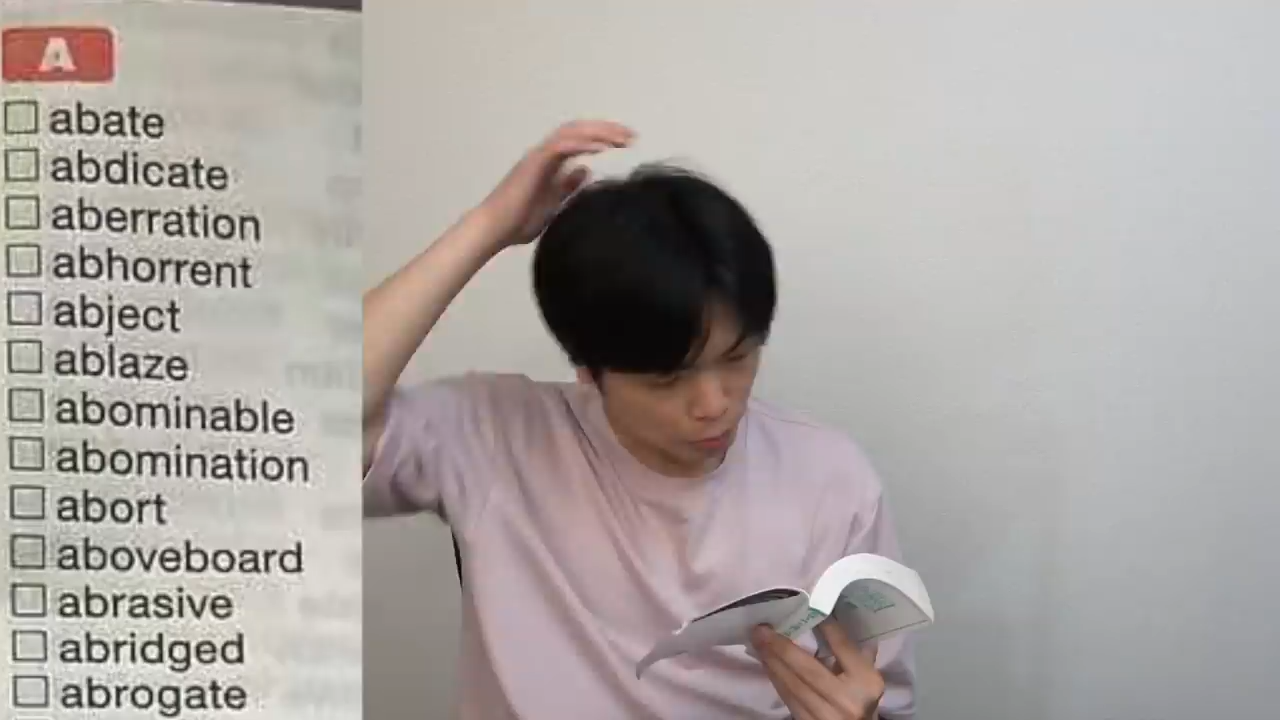 A
abate
abdicate
aberration
abhorrent
abject
ablaze
abominable
abomination
abort
aboveboard
abrasive
abridged
abrogate